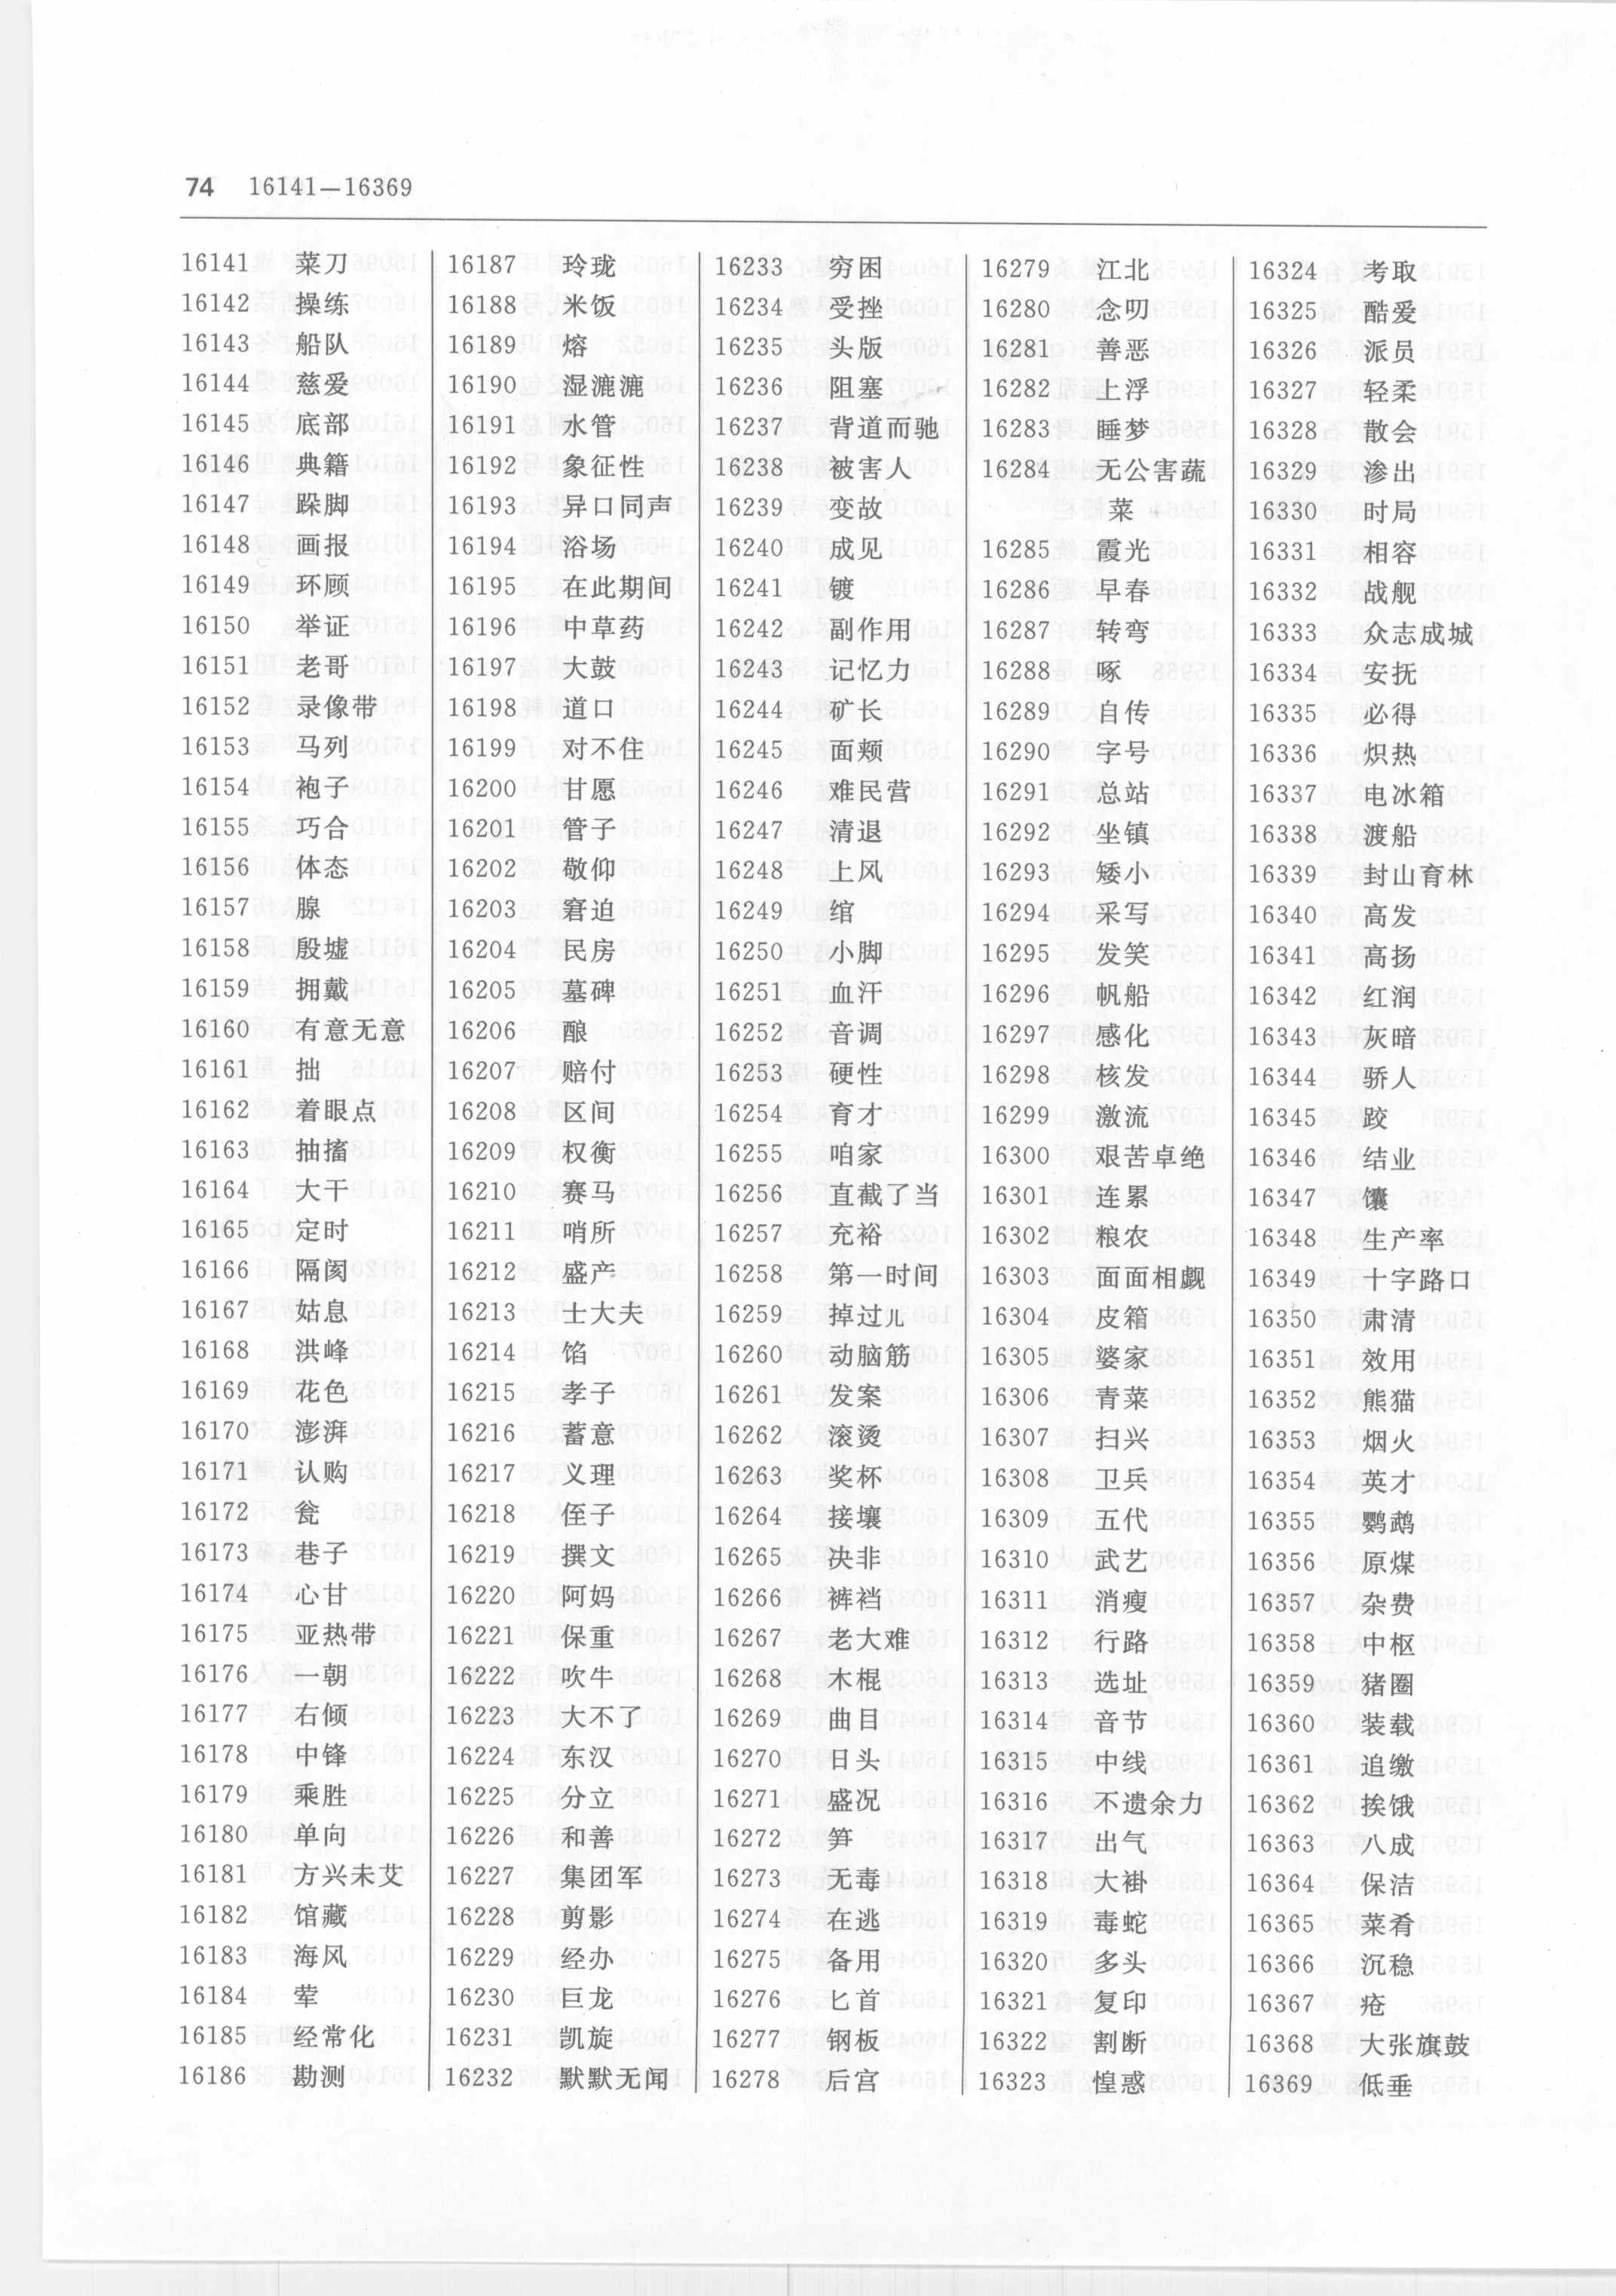 74 16141—16369
16141 菜刀
16142 操练
16143 船队
16144 慈爱
16145 底部
16146 典籍
16147 跺脚
16148 画报
16149 环顾
16150 举证
16151 老哥
16152 录像带
16153 马列
16154 袍子
16155 巧合
16156 体态
16157 腺
16158 殷墟
16159 拥戴
16160 有意无意
16161 拙
16162 着眼点
16163 抽搐
16164 大干
16165 定时
16166 隔阂
16167 姑息
16168 洪峰
16169 花色
16170 澎湃
16171 认购
16172 瓮
16173 巷子
16174 心甘
16175 亚热带
16176 一朝
16177 右倾
16178 中锋
16179 乘胜
16180 单向
16181 方兴未艾
16182 馆藏
16183 海风
16184 荤
16185 经常化
16186 勘测
16187 玲珑
16188 米饭
16189 熔
16190 湿漉漉
16191 水管
16192 象征性
16193 异口同声
16194 浴场
16195 在此期间
16196 中草药
16197 大鼓
16198 道口
16199 对不住
16200 甘愿
16201 管子
16202 敬仰
16203 窘迫
16204 民房
16205 墓碑
16206 酿
16207 赔付
16208 区间
16209 权衡
16210 赛马
16211 哨所
16212 盛产
16213 士大夫
16214 馅
16215 孝子
16216 蓄意
16217 义理
16218 侄子
16219 撰文
16220 阿妈
16221 保重
16222 吹牛
16223 大不了
16224 东汉
16225 分立
16226 和善
16227 集团军
16228 剪影
16229 经办
16230 巨龙
16231 凯旋
16232 默默无闻
16233 穷困
16234 受挫
16235 头版
16236 阻塞
16237 背道而驰
16238 被害人
16239 变故
16240 成见
16241 镀
16242 副作用
16243 记忆力
16244 矿长
16245 面颊
16246 难民营
16247 清退
16248 上风
16249 绾
16250 小脚
16251 血汗
16252 音调
16253 硬性
16254 育才
16255 咱家
16256 直截了当
16257 充裕
16258 第一时间
16259 掉过儿
16260 动脑筋
16261 发案
16262 滚烫
16263 奖杯
16264 接壤
16265 决非
16266 裤裆
16267 老大难
16268 木棍
16269 曲目
16270 日头
16271 盛况
16272 笋
16273 无毒
16274 在逃
16275 备用
16276 匕首
16277 钢板
16278 后宫
16279 江北
16280 念叨
16281 善恶
16282 上浮
16283 睡梦
16284 无公害蔬
菜
16285 霞光
16286 早春
16287 转弯
16288 啄
16289 自传
16290 字号
16291 总站
16292 坐镇
16293 矮小
16294 采写
16295 发笑
16296 帆船
16297 感化
16298 核发
16299 激流
16300 艰苦卓绝
16301 连累
16302 粮农
16303 面面相觑
16304 皮箱
16305 婆家
16306 青菜
16307 扫兴
16308 卫兵
16309 五代
16310 武艺
16311 消瘦
16312 行路
16313 选址
16314 音节
16315 中线
16316 不遗余力
16317 出气
16318 大褂
16319 毒蛇
16320 多头
16321 复印
16322 割断
16323 惶惑
16324 考取
16325 酷爱
16326 派员
16327 轻柔
16328 散会
16329 渗出
16330 时局
16331 相容
16332 战舰
16333 众志成城
16334 安抚
16335 必得
16336 炽热
16337 电冰箱
16338 渡船
16339 封山育林
16340 高发
16341 高扬
16342 红润
16343 灰暗
16344 骄人
16345 跤
16346 结业
16347 馕
16348 生产率
16349 十字路口
16350 肃清
16351 效用
16352 熊猫
16353 烟火
16354 英才
16355 鹦鹉
16356 原煤
16357 杂费
16358 中枢
16359 猪圈
16360 装载
16361 追缴
16362 挨饿
16363 八成
16364 保洁
16365 菜肴
16366 沉稳
16367 疮
16368 大张旗鼓
16369 低垂